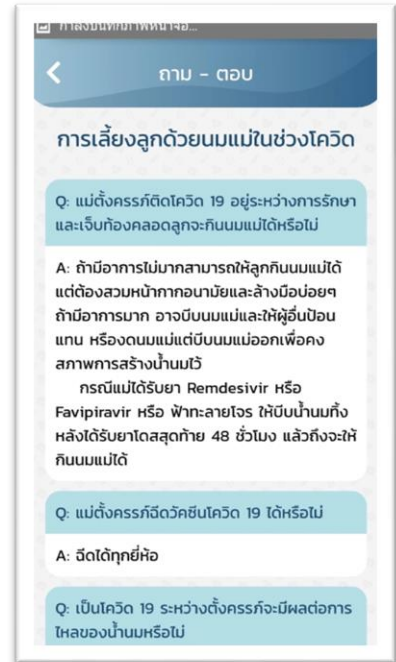 กำลังบันทึกภาพหน้าจอ...
ถาม - ตอบ
การเลี้ยงลูกด้วยนมแม่ในช่วงโควิด
Q: แม่ตั้งครรภ์ติดโควิด 19 อยู่ระหว่างการรักษา
และเจ็บท้องคลอดลูกจะกินนมแม่ได้หรือไม่
A: ถ้ามีอาการไม่มากสามารถให้ลูกกินนมแม่ได้
แต่ต้องสวมหน้ากากอนามัยและล้างมือบ่อยๆ
ถ้ามีอาการมาก อาจบีบนมแม่และให้ผู้อื่นป้อน
แทน หรืองดนมแม่แต่บีบนมแม่ออกเพื่อคง
สภาพการสร้างน้ำนมไว้
กรณีแม่ได้รับยา Remdesivir หรือ
Favipiravir หรือ ฟ้าทะลายโจร ให้บีบน้ำนมทิ้ง
หลังได้รับยาโดสสุดท้าย 48 ชั่วโมง แล้วถึงจะให้
กินนมแม่ได้
Q: แม่ตั้งครรภ์ฉีดวัคซีนโควิด 19 ได้หรือไม่
A: ฉีดได้ทุกยี่ห้อ
Q: เป็นโควิด 19 ระหว่างตั้งครรภ์จะมีผลต่อการ
ไหลของน้ำนมหรือไม่